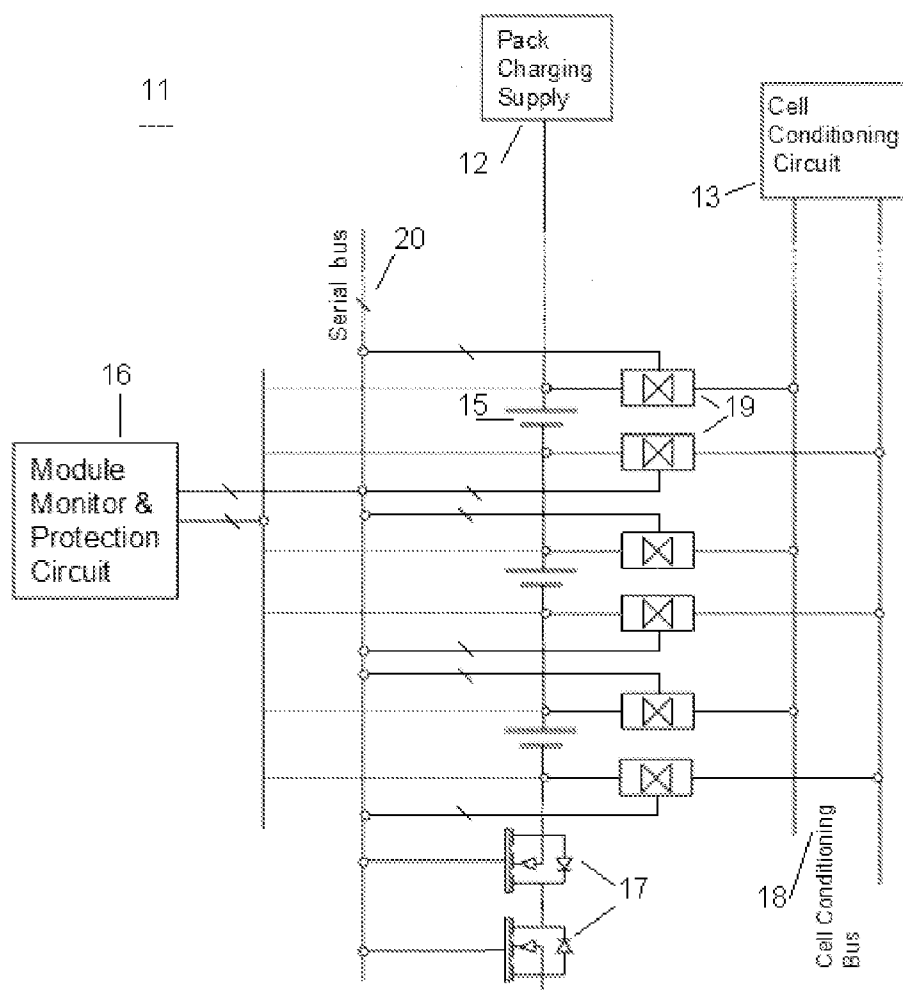 Pack
Charging
Supply
11
Cell
Conditioning
Circuit
12
13
20
Serial bus
16
15
19
Module
Monitor &
Protection
Circuit
17
18
Cell Conditioning
Bus